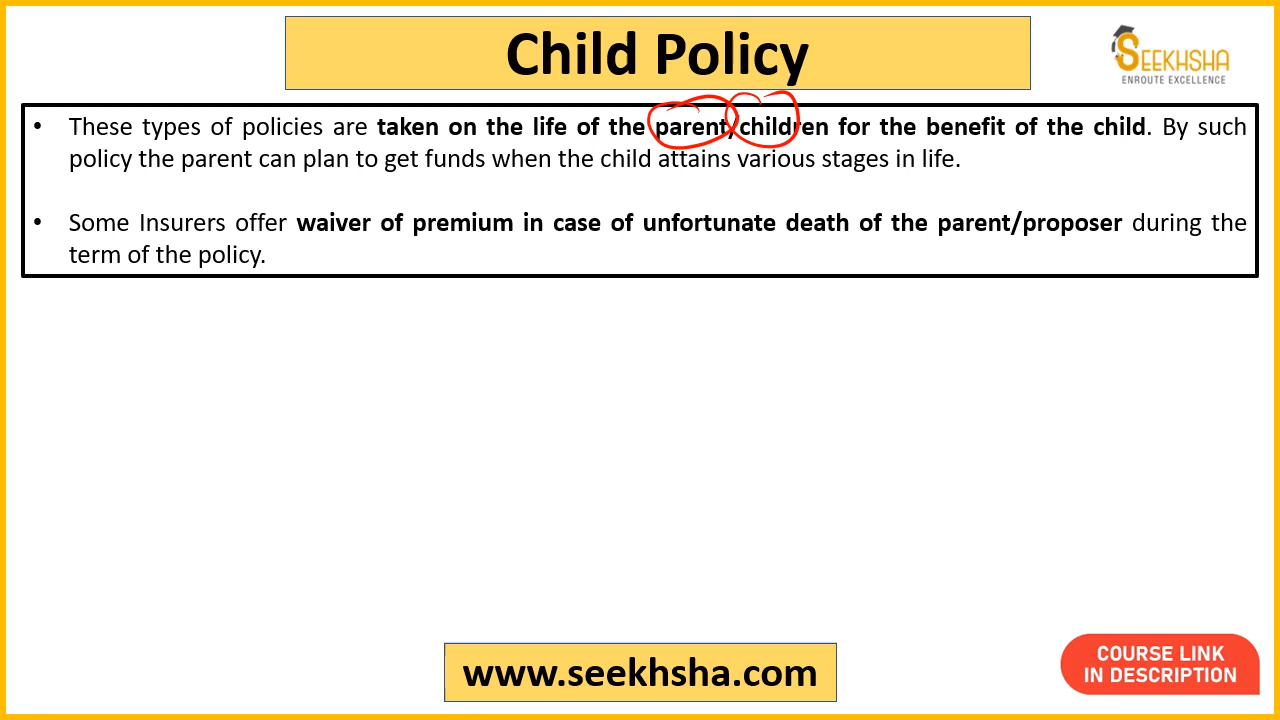 Child Policy
SEEKHSHA
ENROUTE EXCELLENCE
• These types of policies are taken on the life of the parent/children for the benefit of the child. By such
policy the parent can plan to get funds when the child attains various stages in life.
• Some Insurers offer waiver of premium in case of unfortunate death of the parent/proposer during the
term of the policy.
www.seekhsha.com
COURSE LINK
IN DESCRIPTION